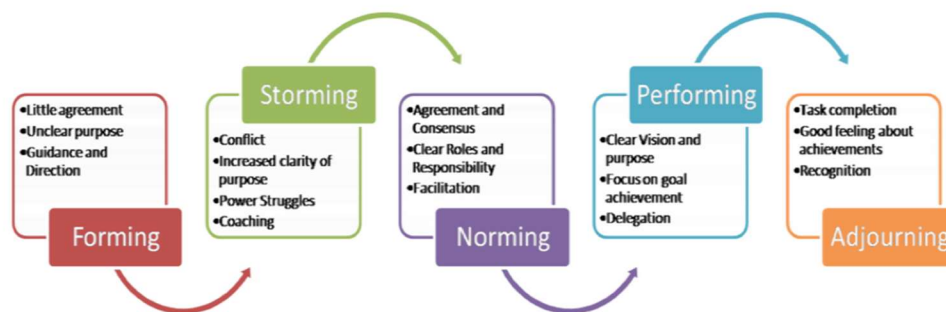 •Little agreement
•Unclear purpose
•Guidance and
Direction
Forming
Storming
•Conflict
•Increased clarity of
purpose
•Power Struggles
•Coaching
•Agreement and
Consensus
•Clear Roles and
Responsibility
•Facilitation
Norming
Performing
•Clear Vision and
purpose
•Focus on goal
achievement
•Delegation
•Task completion
•Good feeling about
achievements
•Recognition
Adjourning